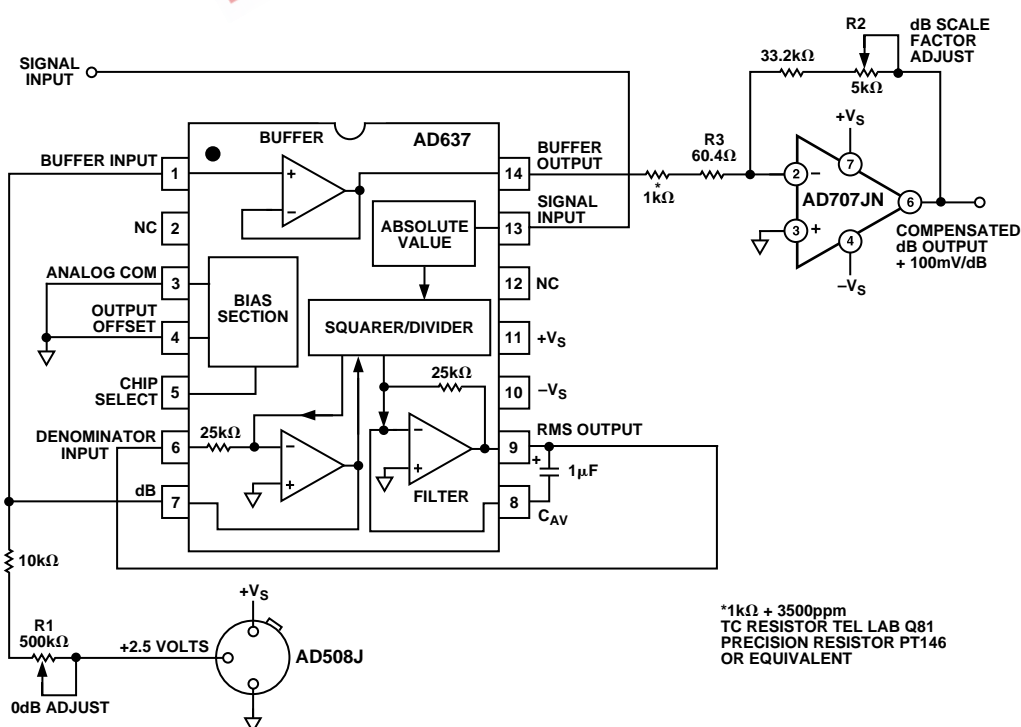 R2
dB SCALE
FACTOR
ADJUST
33.2kΩ
5kΩ
SIGNAL
INPUT
+VS
BUFFER
AD637
BUFFER
OUTPUT
R3
60.4Ω
7
BUFFER INPUT
1
+
−
14
*
1kΩ
2
−
AD707JN
6
3
+
4
−VS
COMPENSATED
dB OUTPUT
+ 100mV/dB
NC
2
ABSOLUTE
VALUE
SIGNAL
INPUT
13
ANALOG COM
3
BIAS
SECTION
12
NC
OUTPUT
OFFSET
4
SQUARER/DIVIDER
11
+VS
CHIP
SELECT
5
25kΩ
10
−VS
DENOMINATOR
INPUT
6
25kΩ
−
+
−
+
FILTER
9
RMS OUTPUT
+
1μF
dB
7
8
CAV
10kΩ
+VS
R1
500kΩ
+2.5 VOLTS
AD508J
0dB ADJUST
*1kΩ + 3500ppm
TC RESISTOR TEL LAB Q81
PRECISION RESISTOR PT146
OR EQUIVALENT